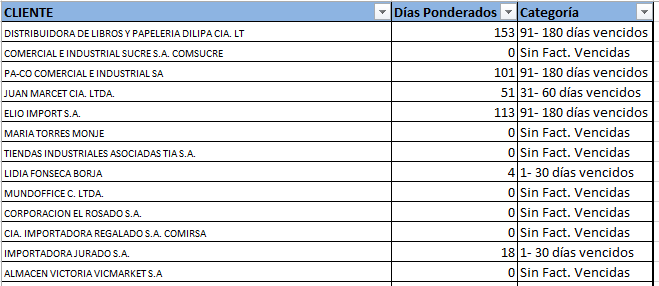 CLIENTE Días Ponderados Categoría
DISTRIBUIDORA DE LIBROS Y PAPELERIA DILIPA CIA. LT 153 91- 180 días vencidos
COMERCIAL E INDUSTRIAL SUCRE S.A. COMSUCRE 0 Sin Fact. Vencidas
PA-CO COMERCIAL E INDUSTRIAL SA 101 91- 180 días vencidos
JUAN MARCET CIA. LTDA. 51 31- 60 días vencidos
ELIO IMPORT S.A. 113 91- 180 días vencidos
MARIA TORRES MONJE 0 Sin Fact. Vencidas
TIENDAS INDUSTRIALES ASOCIADAS TIA S.A. 0 Sin Fact. Vencidas
LIDIA FONSECA BORJA 4 1- 30 días vencidos
MUNDOFFICE C. LTDA. 0 Sin Fact. Vencidas
CORPORACION EL ROSADO S.A. 0 Sin Fact. Vencidas
CIA. IMPORTADORA REGALADO S.A. COMIRSA 0 Sin Fact. Vencidas
IMPORTADORA JURADO S.A. 18 1- 30 días vencidos
ALMACEN VICTORIA VICMARKET S.A 0 Sin Fact. Vencidas